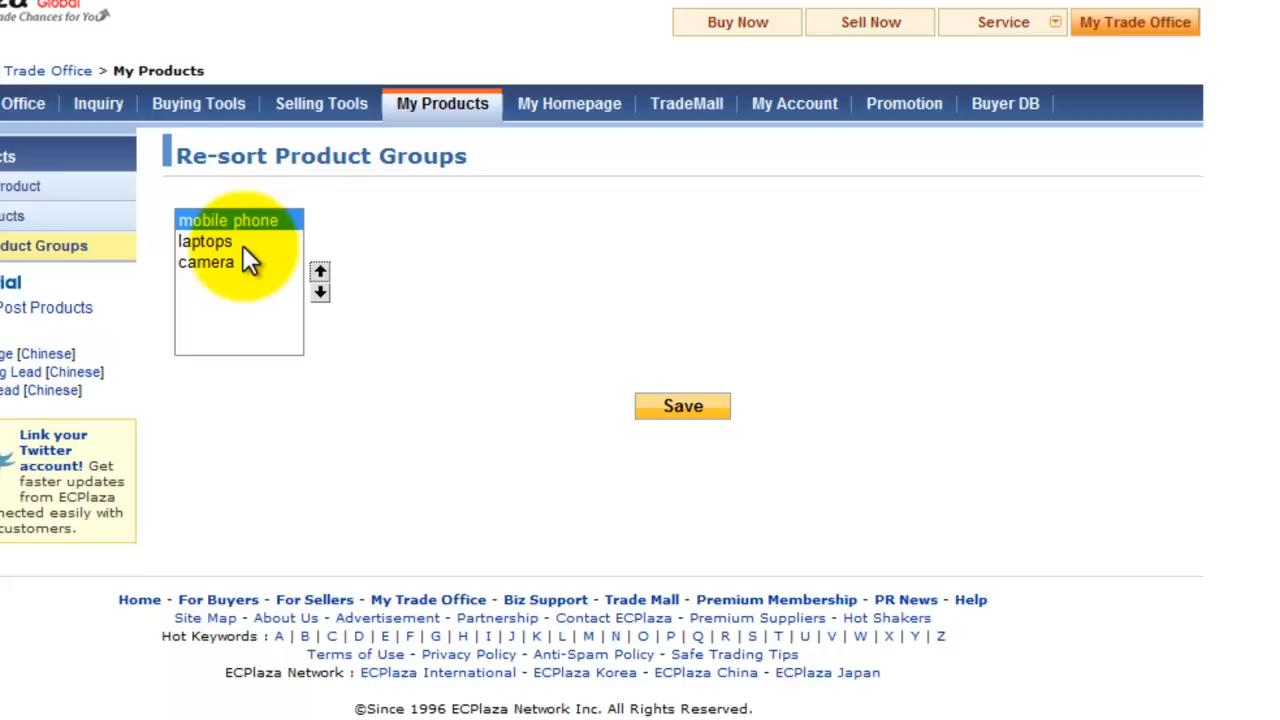 Global
ade Chances for You
Buy Now
Sell Now
Service
My Trade Office
Trade Office > My Products
Office
Inquiry
Buying Tools
Selling Tools
My Products
My Homepage
TradeMall
My Account
Promotion
Buyer DB
cts
roduct
ucts
duct Groups
ial
Post Products
ge [Chinese]
g Lead [Chinese]
ead [Chinese]
Link your
Twitter
account! Get
faster updates
from ECPlaza
nected easily with
customers.
Re-sort Product Groups
mobile phone
laptops
camera
Save
Home - For Buyers - For Sellers - My Trade Office - Biz Support - Trade Mall - Premium Membership - PR News - Help
Site Map - About Us - Advertisement - Partnership - Contact ECPlaza - Premium Suppliers - Hot Shakers
Hot Keywords : A | B | C | D | E | F | G | H | I | J | K | L | M | N | O | P | Q | R | S | T | U | V | W | X | Y | Z
Terms of Use - Privacy Policy - Anti-Spam Policy - Safe Trading Tips
ECPlaza Network : ECPlaza International - ECPlaza Korea - ECPlaza China - ECPlaza Japan
©Since 1996 ECPlaza Network Inc. All Rights Reserved.